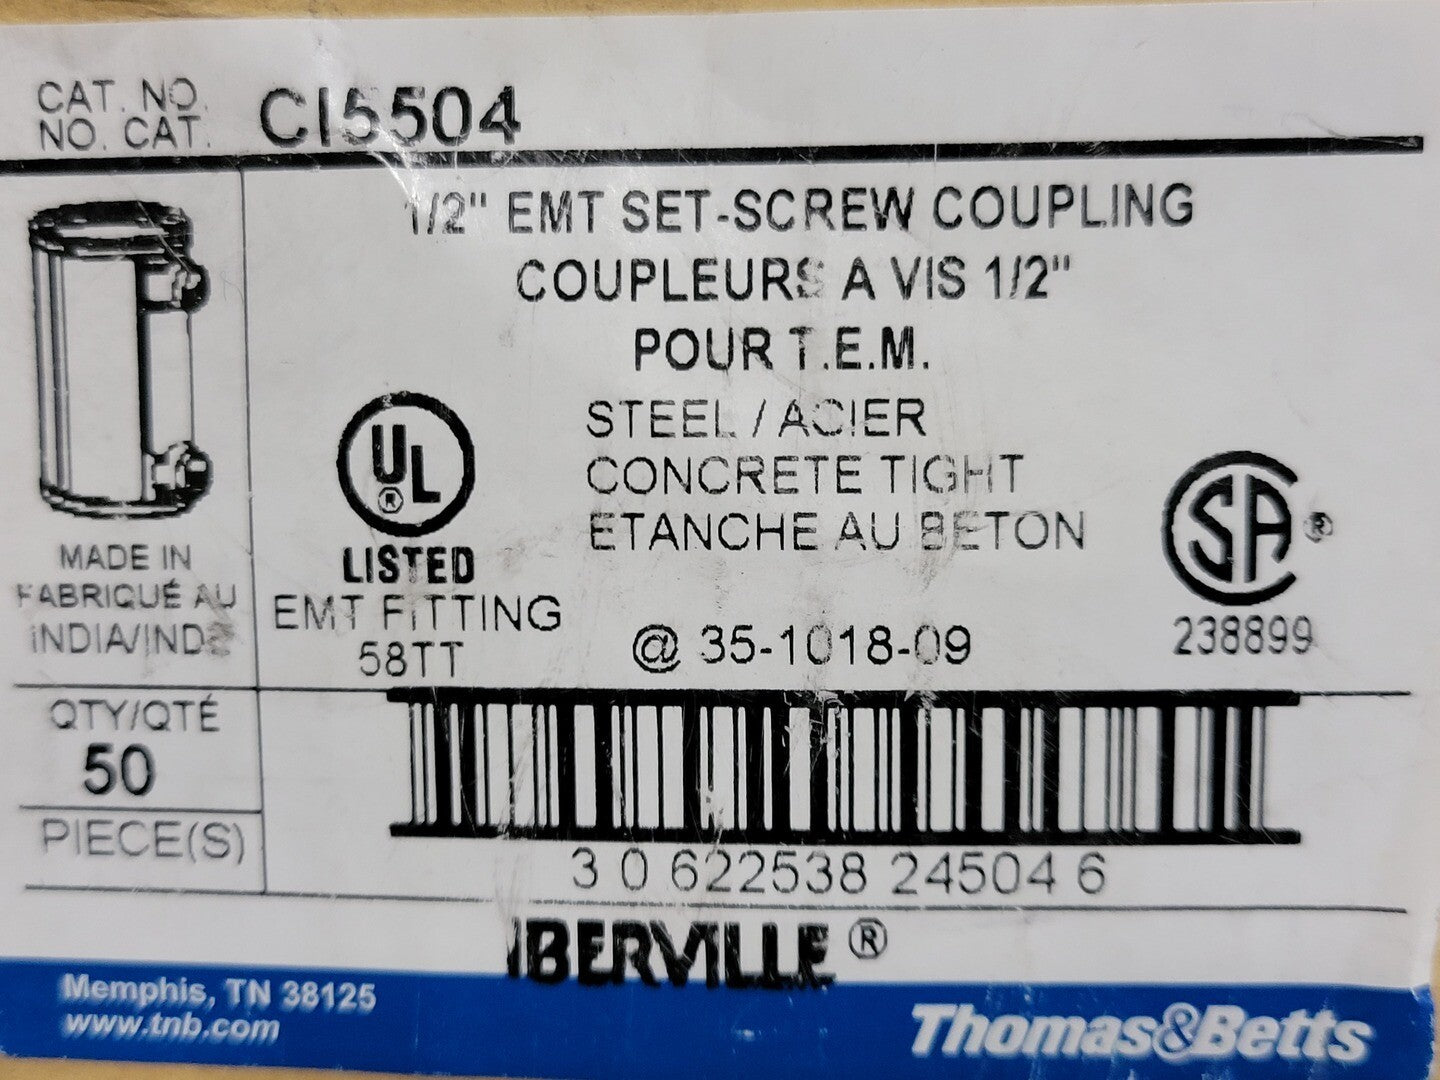 CAT. NO. CI5504
NO. CAT.
1/2" EMT SET-SCREW COUPLING
COUPLEURS A VIS 1/2"
POUR T.E.M.
STEEL / ACIER
CONCRETE TIGHT
ETANCHE AU BETON
UL
®
LISTED
EMT FITTING
58TT
@ 35-1018-09
SA ®
238899
MADE IN
FABRIQUÉ AU
INDIA/INDE
QTY/QTÉ
50
PIECE(S)
3 0 622538 24504 6
IBERVILLE ®
Memphis, TN 38125
www.tnb.com
Thomas&Betts